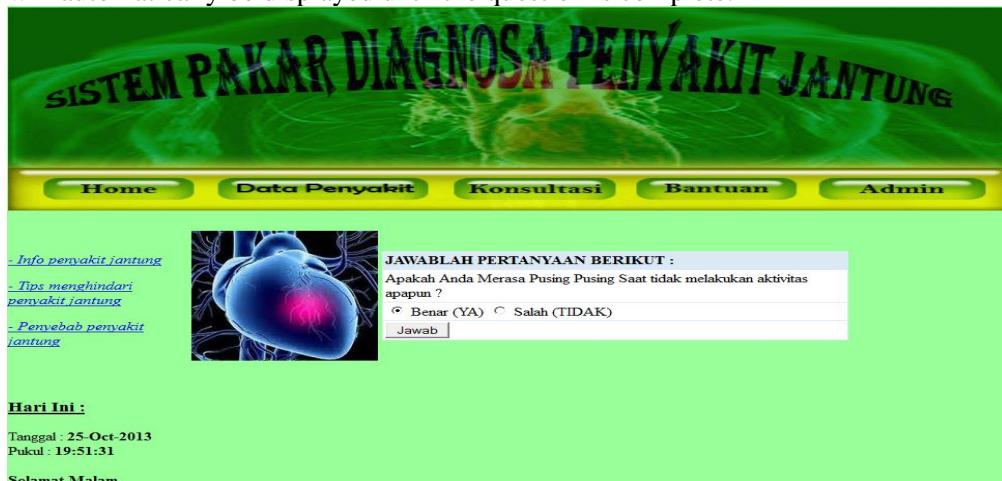 SISTEM PAKAR DIAGNOSA PENYAKIT JANTUNG
Home
Data Penyakit
Konsultasi
Bantuan
Admin
- Info penyakit jantung
- Tips menghindari
penyakit jantung
- Penyebab penyakit
jantung
JAWABLAH PERTANYAAN BERIKUT :
Apakah Anda Merasa Pusing Pusing Saat tidak melakukan aktivitas
apapun ?
Benar (YA) Salah (TIDAK)
Jawab
Hari Ini :
Tanggal : 25-Oct-2013
Pukul : 19:51:31
Selamat Malam